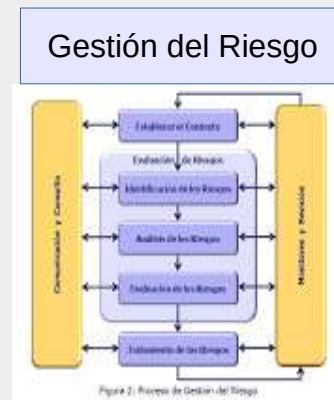 Gestión del Riesgo
Establecer el Contexto
Evaluación de Riesgos
Identificación de los Riesgos
Análisis de los Riesgos
Evaluación de los Riesgos
Tratamiento de los Riesgos
Comunicación y Consulta
Monitoreo y Revisión
Figura 2: Proceso de Gestión del Riesgo